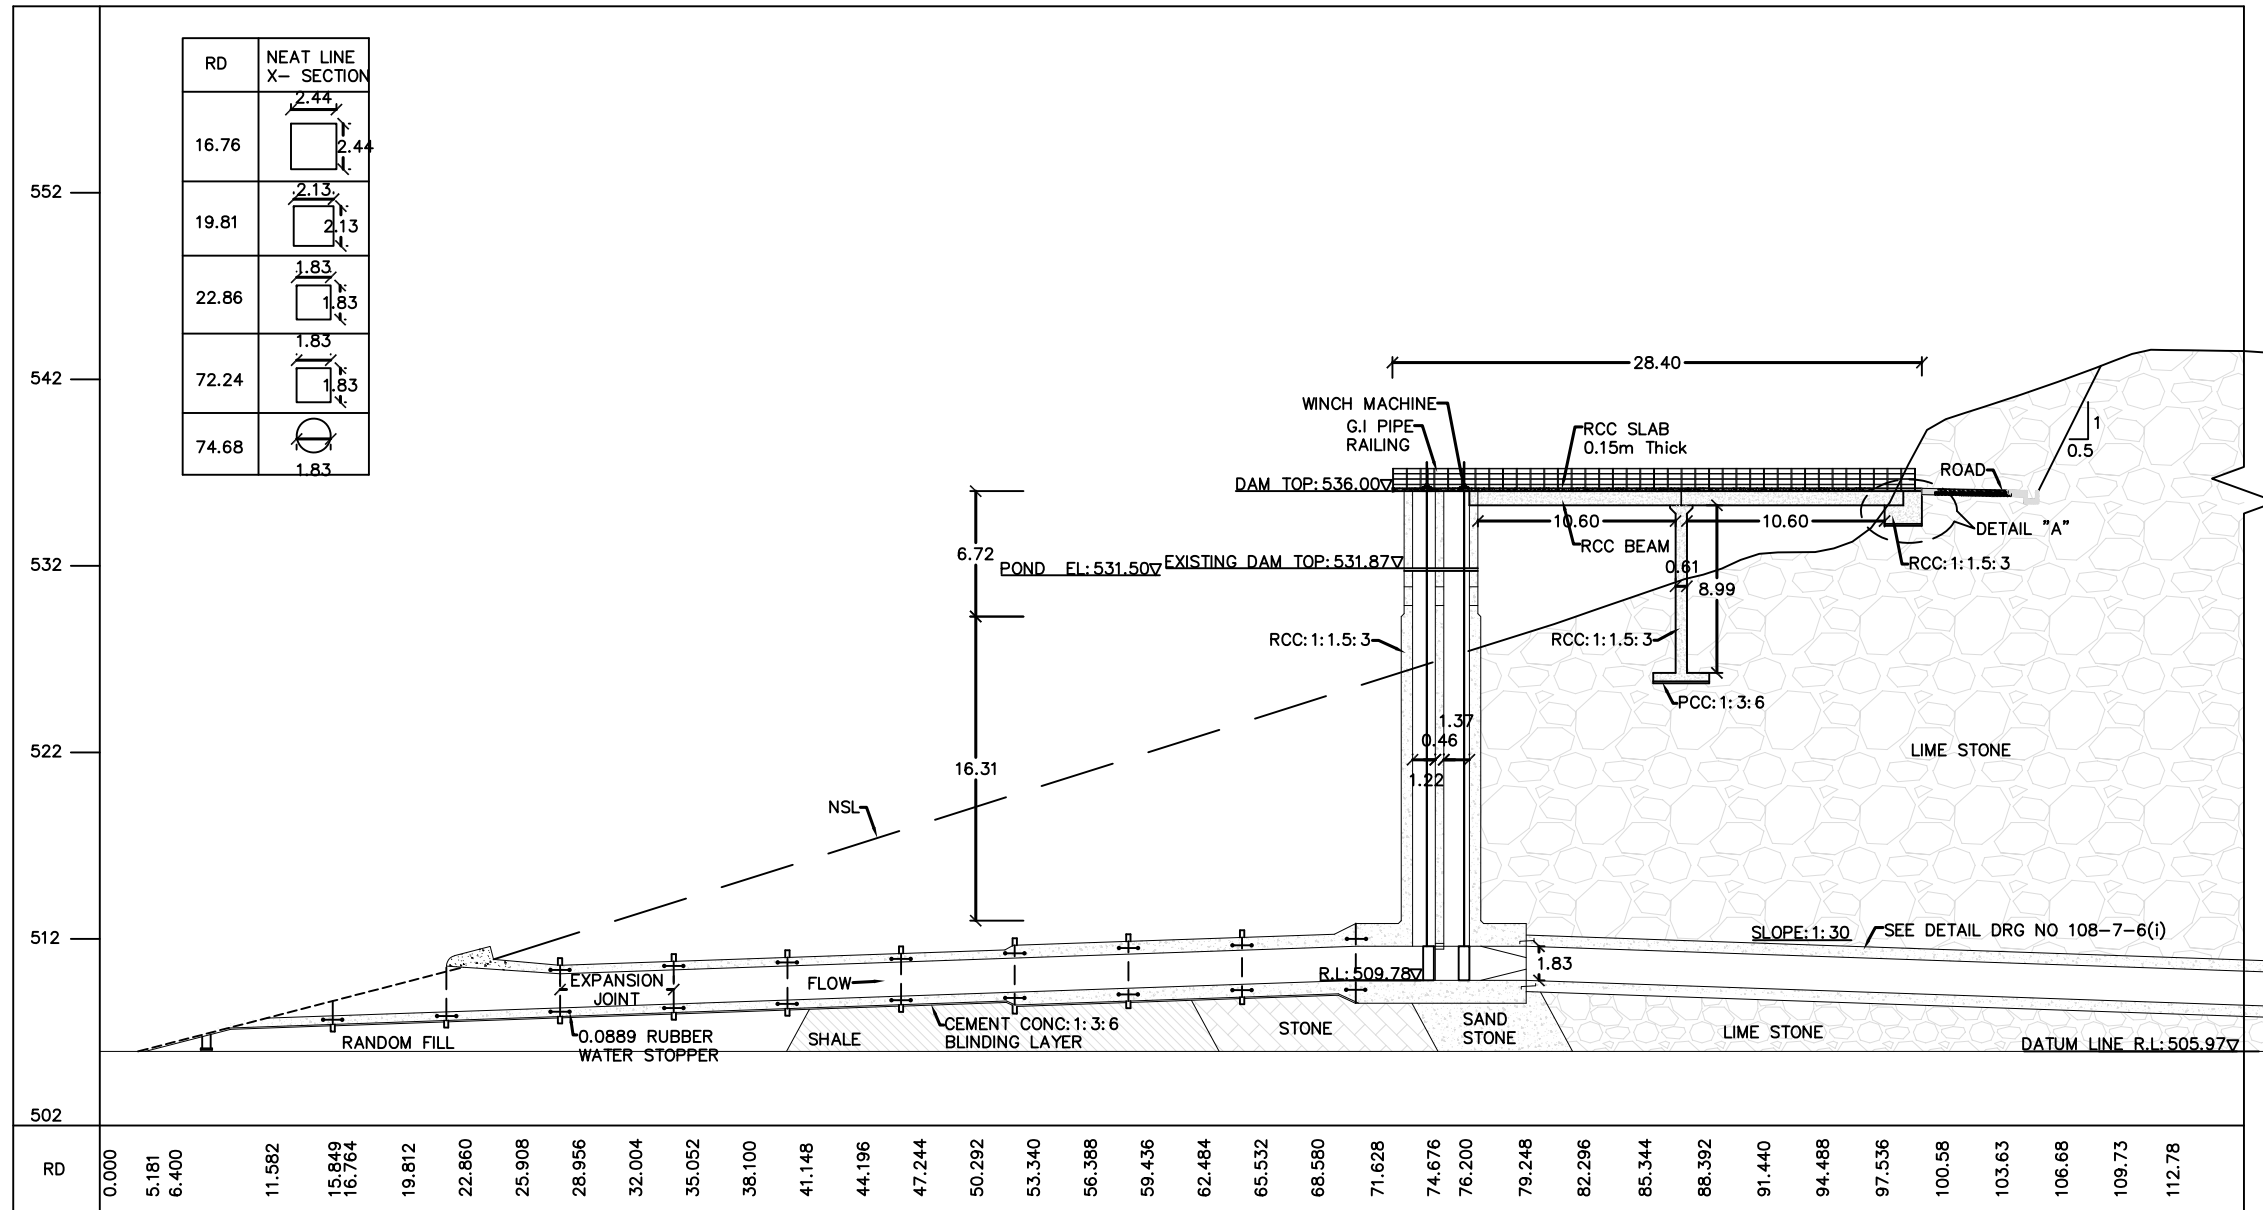 RD
NEAT LINE
X- SECTION
16.76
2.44
2.44
19.81
2.13
2.13
22.86
1.83
1.83
72.24
1.83
1.83
74.68
1.83
552
542
532
522
512
502
28.40
WINCH MACHINE
G.I PIPE
RAILING
RCC SLAB
0.15m Thick
1
0.5
ROAD
DAM TOP:536.00
10.60
10.60
DETAIL "A"
RCC BEAM
6.72
POND EL:531.50
EXISTING DAM TOP:531.87
RCC:1:1.5:3
0.61
8.99
RCC:1:1.5:3
RCC:1:1.5:3
PCC:1:3:6
1.37
0.46
1.22
16.31
LIME STONE
NSL
SLOPE:1:30
SEE DETAIL DRG NO 108-7-6(i)
1.83
R.L:509.78
EXPANSION
JOINT
FLOW
RANDOM FILL
0.0889 RUBBER
WATER STOPPER
SHALE
CEMENT CONC:1:3:6
BLINDING LAYER
STONE
SAND
STONE
LIME STONE
DATUM LINE R.L:505.97
RD
0.000
5.181
6.400
11.582
15.849
16.764
19.812
22.860
25.908
28.956
32.004
35.052
38.100
41.148
44.196
47.244
50.292
53.340
56.388
59.436
62.484
65.532
68.580
71.628
74.676
76.200
79.248
82.296
85.344
88.392
91.440
94.488
97.536
100.58
103.63
106.68
109.73
112.78